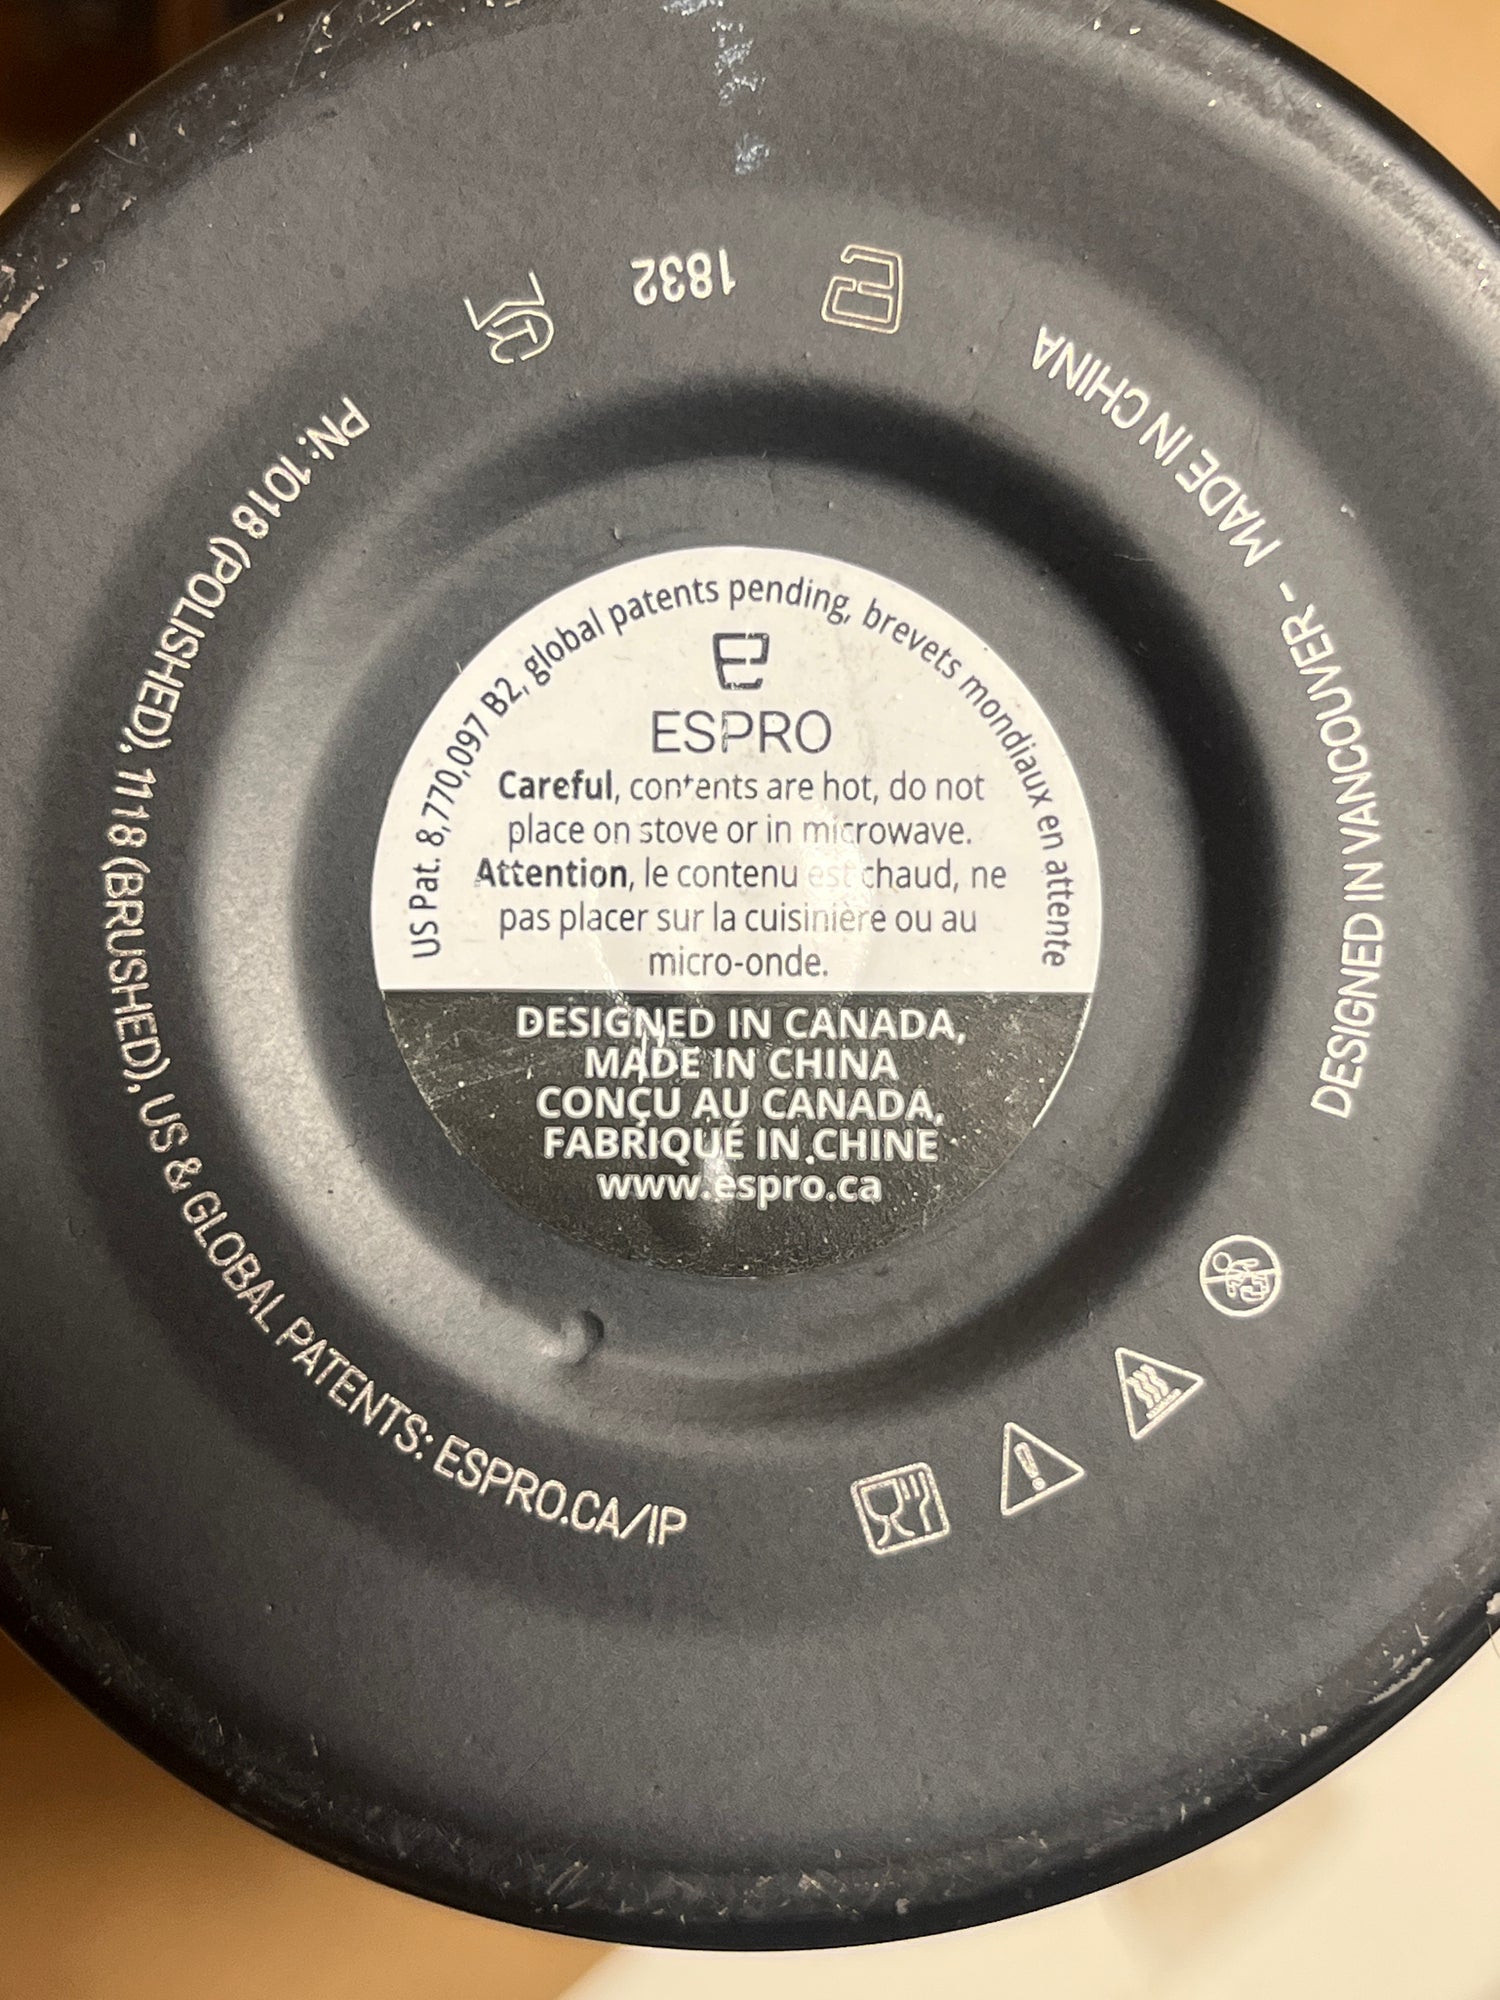 US Pat. 8,770,097 B2, global patents pending, brevets mondiaux en attente
ESPRO
Careful, contents are hot, do not
place on stove or in microwave.
Attention, le contenu est chaud, ne
pas placer sur la cuisinière ou au
micro-onde.
DESIGNED IN CANADA,
MADE IN CHINA
CONÇU AU CANADA,
FABRIQUÉ IN CHINE
www.espro.ca
PN: 1018 (POLISHED), 1118 (BRUSHED), US & GLOBAL PATENTS: ESPRO.CA/IP
DESIGNED IN VANCOUVER - MADE IN CHINA
1832